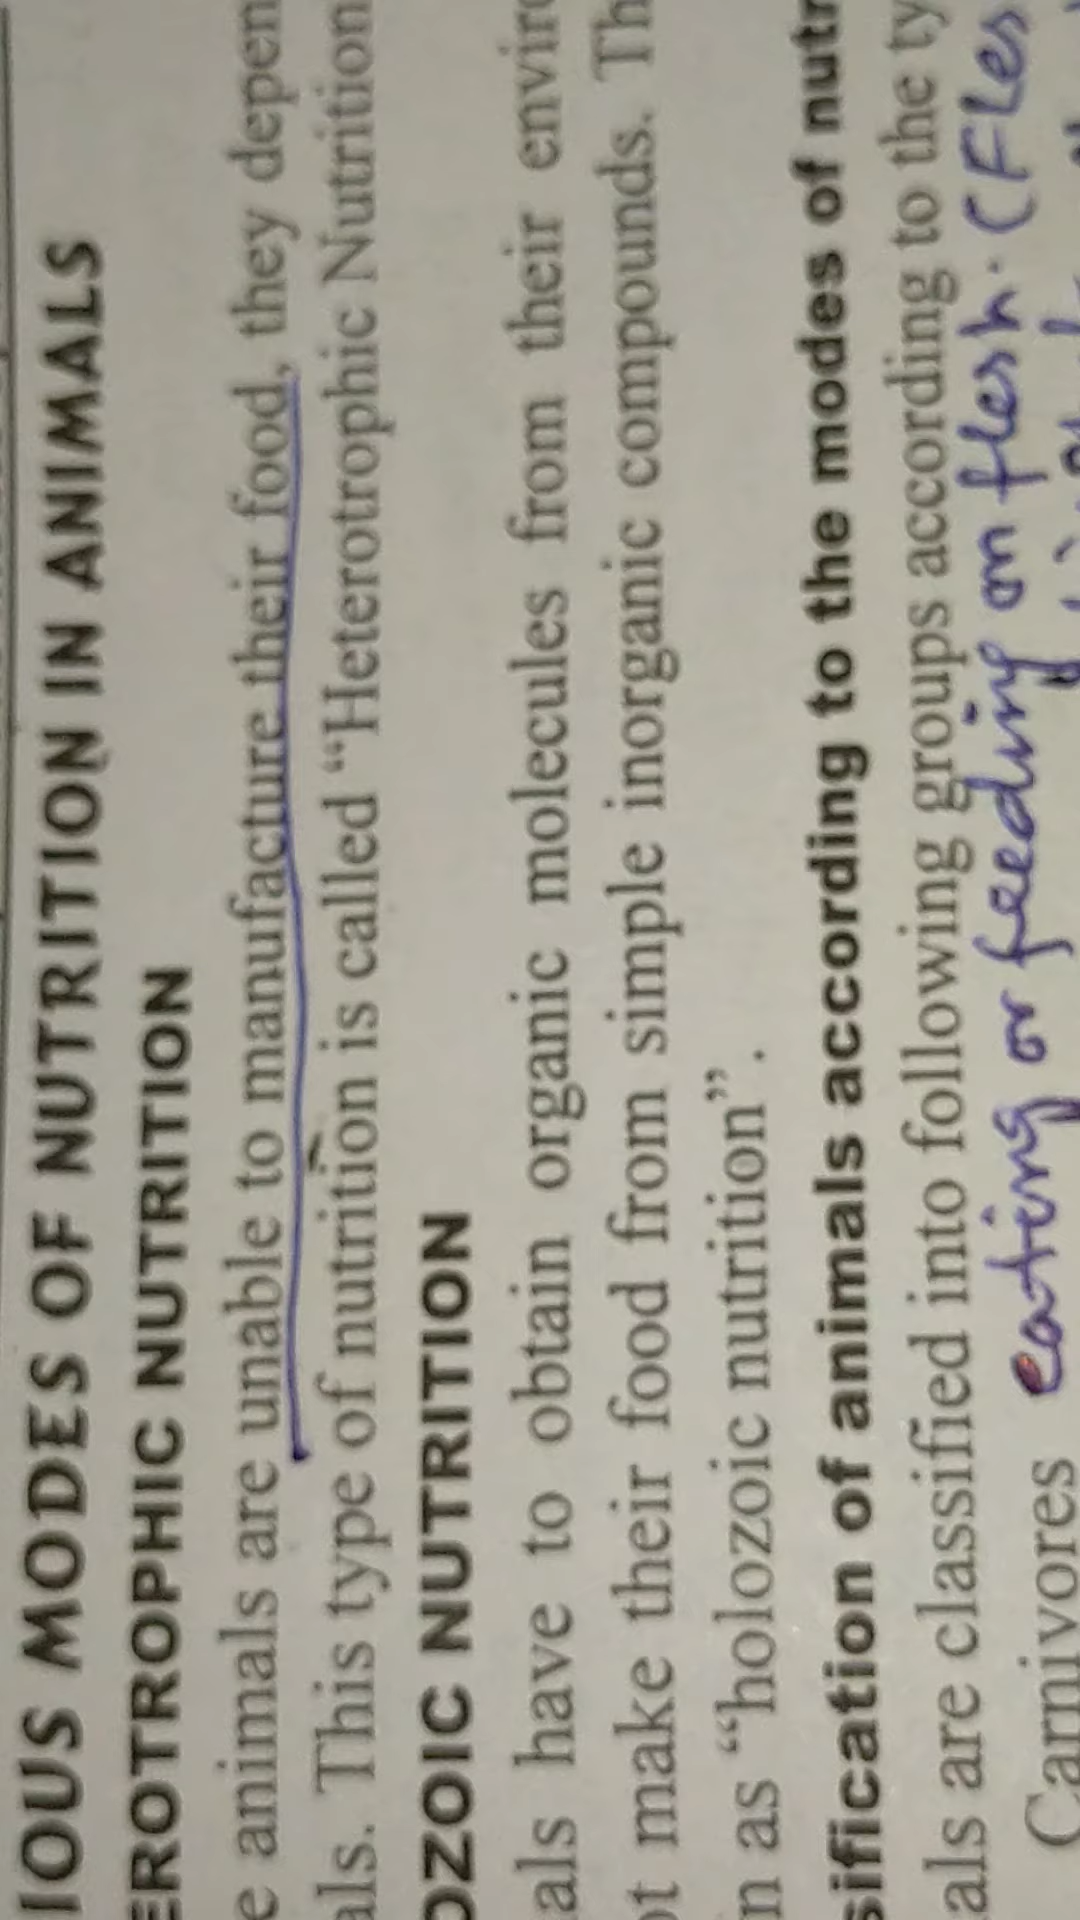 IOUS MODES OF NUTRITION IN ANIMALS
EROTROPHIC NUTRITION
e animals are unable to manufacture their food, they depen
als. This type of nutrition is called “Heterotrophic Nutrition
OZOIC NUTRITION
als have to obtain organic molecules from their enviro
ot make their food from simple inorganic compounds. Th
n as “holozoic nutrition”.
sification of animals according to the modes of nutr
als are classified into following groups according to the ty
eating or feeding on flesh. (FLes
Carnivores